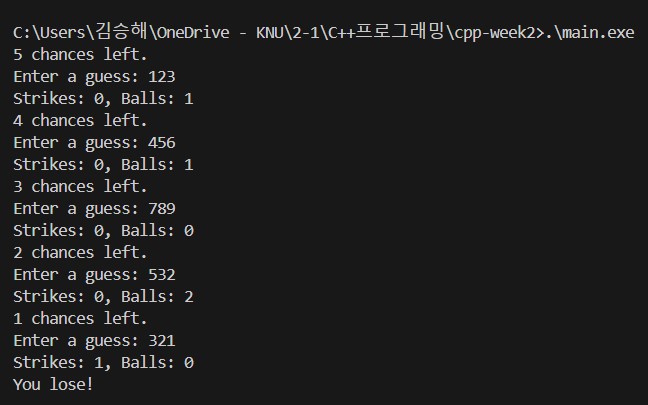 C:\Users\김승해\OneDrive - KNU\2-1\C++프로그래밍\cpp-week2>.\main.exe
5 chances left.
Enter a guess: 123
Strikes: 0, Balls: 1
4 chances left.
Enter a guess: 456
Strikes: 0, Balls: 1
3 chances left.
Enter a guess: 789
Strikes: 0, Balls: 0
2 chances left.
Enter a guess: 532
Strikes: 0, Balls: 2
1 chances left.
Enter a guess: 321
Strikes: 1, Balls: 0
You lose!